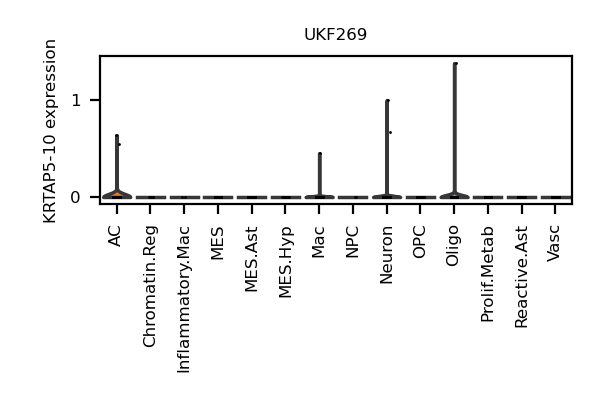 UKF269
KRTAP5-10 expression
1
0
AC
Chromatin.Reg
Inflammatory.Mac
MES
MES.Ast
MES.Hyp
Mac
NPC
Neuron
OPC
Oligo
Prolif.Metab
Reactive.Ast
Vasc